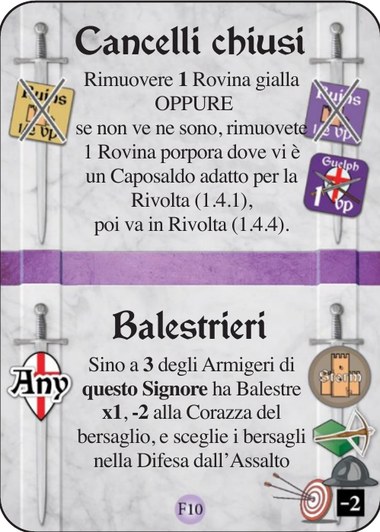 Cancelli chiusi
Rimuovere 1 Rovina gialla
OPPURE
se non ve ne sono, rimuovete
1 Rovina porpora dove vi è
un Caposaldo adatto per la
Rivolta (1.4.1),
poi va in Rivolta (1.4.4).
Ruins
Ruins
Guelph
1 vp
Balestrieri
Sino a 3 degli Armigeri di
questo Signore ha Balestre
x1, -2 alla Corazza del
bersaglio, e sceglie i bersagli
nella Difesa dall'Assalto
Any
Storm
-2
F10